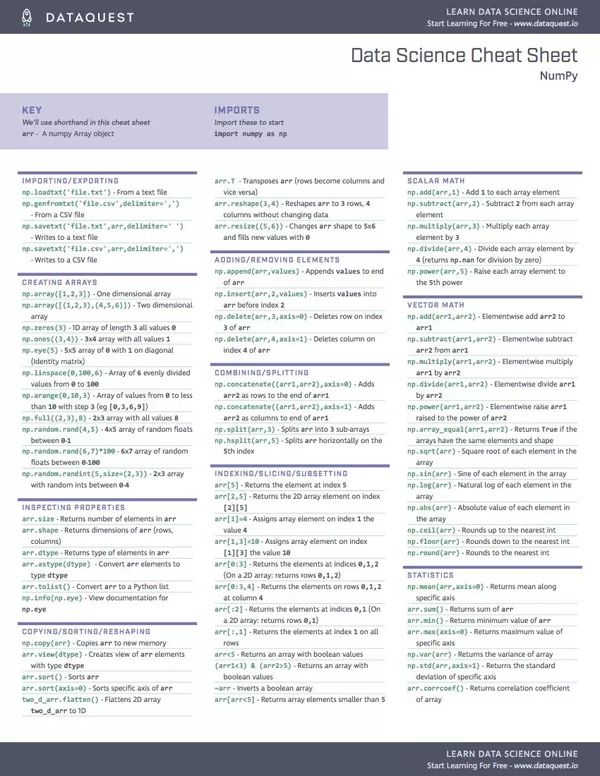 DATAQUEST
LEARN DATA SCIENCE ONLINE
Start Learning For Free - www.dataquest.io
Data Science Cheat Sheet
NumPy
KEY
We'll use shorthand in this cheat sheet
arr - A numpy Array object
IMPORTS
Import these to start
import numpy as np
IMPORTING/EXPORTING
np.loadtxt('file.txt') - From a text file
np.genfromtxt('file.csv',delimiter=',')
- From a CSV file
np.savetxt('file.txt',arr,delimiter=' ')
- Writes to a text file
np.savetxt('file.csv',arr,delimiter=',')
- Writes to a CSV file
CREATING ARRAYS
np.array([1,2,3]) - One dimensional array
np.array([(1,2,3),(4,5,6)]) - Two dimensional
array
np.zeros(3) - 1D array of length 3 all values 0
np.ones((3,4)) - 3x4 array with all values 1
np.eye(5) - 5x5 array of 0 with 1 on diagonal
(Identity matrix)
np.linspace(0,100,6) - Array of 6 evenly divided
values from 0 to 100
np.arange(0,10,3) - Array of values from 0 to less
than 10 with step 3 (eg [0,3,6,9])
np.full((2,3),8) - 2x3 array with all values 8
np.random.rand(4,5) - 4x5 array of random floats
between 0-1
np.random.rand(6,7)*100 - 6x7 array of random
floats between 0-100
np.random.randint(5,size=(2,3)) - 2x3 array
with random ints between 0-4
INSPECTING PROPERTIES
arr.size - Returns number of elements in arr
arr.shape - Returns dimensions of arr (rows,
columns)
arr.dtype - Returns type of elements in arr
arr.astype(dtype) - Convert arr elements to
type dtype
arr.tolist() - Convert arr to a Python list
np.info(np.eye) - View documentation for
np.eye
COPYING/SORTING/RESHAPING
np.copy(arr) - Copies arr to new memory
arr.view(dtype) - Creates view of arr elements
with type dtype
arr.sort() - Sorts arr
arr.sort(axis=0) - Sorts specific axis of arr
two_d_arr.flatten() - Flattens 2D array
two_d_arr to 1D
arr.T - Transposes arr (rows become columns and
vice versa)
arr.reshape(3,4) - Reshapes arr to 3 rows, 4
columns without changing data
arr.resize((5,6)) - Changes arr shape to 5x6
and fills new values with 0
ADDING/REMOVING ELEMENTS
np.append(arr,values) - Appends values to end
of arr
np.insert(arr,2,values) - Inserts values into
arr before index 2
np.delete(arr,3,axis=0) - Deletes row on index
3 of arr
np.delete(arr,4,axis=1) - Deletes column on
index 4 of arr
COMBINING/SPLITTING
np.concatenate((arr1,arr2),axis=0) - Adds
arr2 as rows to the end of arr1
np.concatenate((arr1,arr2),axis=1) - Adds
arr2 as columns to end of arr1
np.split(arr,3) - Splits arr into 3 sub-arrays
np.hsplit(arr,5) - Splits arr horizontally on the
5th index
INDEXING/SLICING/SUBSETTING
arr[5] - Returns the element at index 5
arr[2,5] - Returns the 2D array element on index
[2][5]
arr[1]=4 - Assigns array element on index 1 the
value 4
arr[1,3]=10 - Assigns array element on index
[1][3] the value 10
arr[0:3] - Returns the elements at indices 0,1,2
(On a 2D array: returns rows 0,1,2)
arr[0:3,4] - Returns the elements on rows 0,1,2
at column 4
arr[:2] - Returns the elements at indices 0,1 (On
a 2D array: returns rows 0,1)
arr[:,1] - Returns the elements at index 1 on all
rows
arr<5 - Returns an array with boolean values
(arr1<3) & (arr2>5) - Returns an array with
boolean values
~arr - Inverts a boolean array
arr[arr<5] - Returns array elements smaller than 5
SCALAR MATH
np.add(arr,1) - Add 1 to each array element
np.subtract(arr,2) - Subtract 2 from each array
element
np.multiply(arr,3) - Multiply each array
element by 3
np.divide(arr,4) - Divide each array element by
4 (returns np.nan for division by zero)
np.power(arr,5) - Raise each array element to
the 5th power
VECTOR MATH
np.add(arr1,arr2) - Elementwise add arr2 to
arr1
np.subtract(arr1,arr2) - Elementwise subtract
arr2 from arr1
np.multiply(arr1,arr2) - Elementwise multiply
arr1 by arr2
np.divide(arr1,arr2) - Elementwise divide arr1
by arr2
np.power(arr1,arr2) - Elementwise raise arr1
raised to the power of arr2
np.array_equal(arr1,arr2) - Returns True if the
arrays have the same elements and shape
np.sqrt(arr) - Square root of each element in the
array
np.sin(arr) - Sine of each element in the array
np.log(arr) - Natural log of each element in the
array
np.abs(arr) - Absolute value of each element in
the array
np.ceil(arr) - Rounds up to the nearest int
np.floor(arr) - Rounds down to the nearest int
np.round(arr) - Rounds to the nearest int
STATISTICS
np.mean(arr,axis=0) - Returns mean along
specific axis
arr.sum() - Returns sum of arr
arr.min() - Returns minimum value of arr
arr.max(axis=0) - Returns maximum value of
specific axis
np.var(arr) - Returns the variance of array
np.std(arr,axis=1) - Returns the standard
deviation of specific axis
arr.corrcoef() - Returns correlation coefficient
of array
LEARN DATA SCIENCE ONLINE
Start Learning For Free - www.dataquest.io